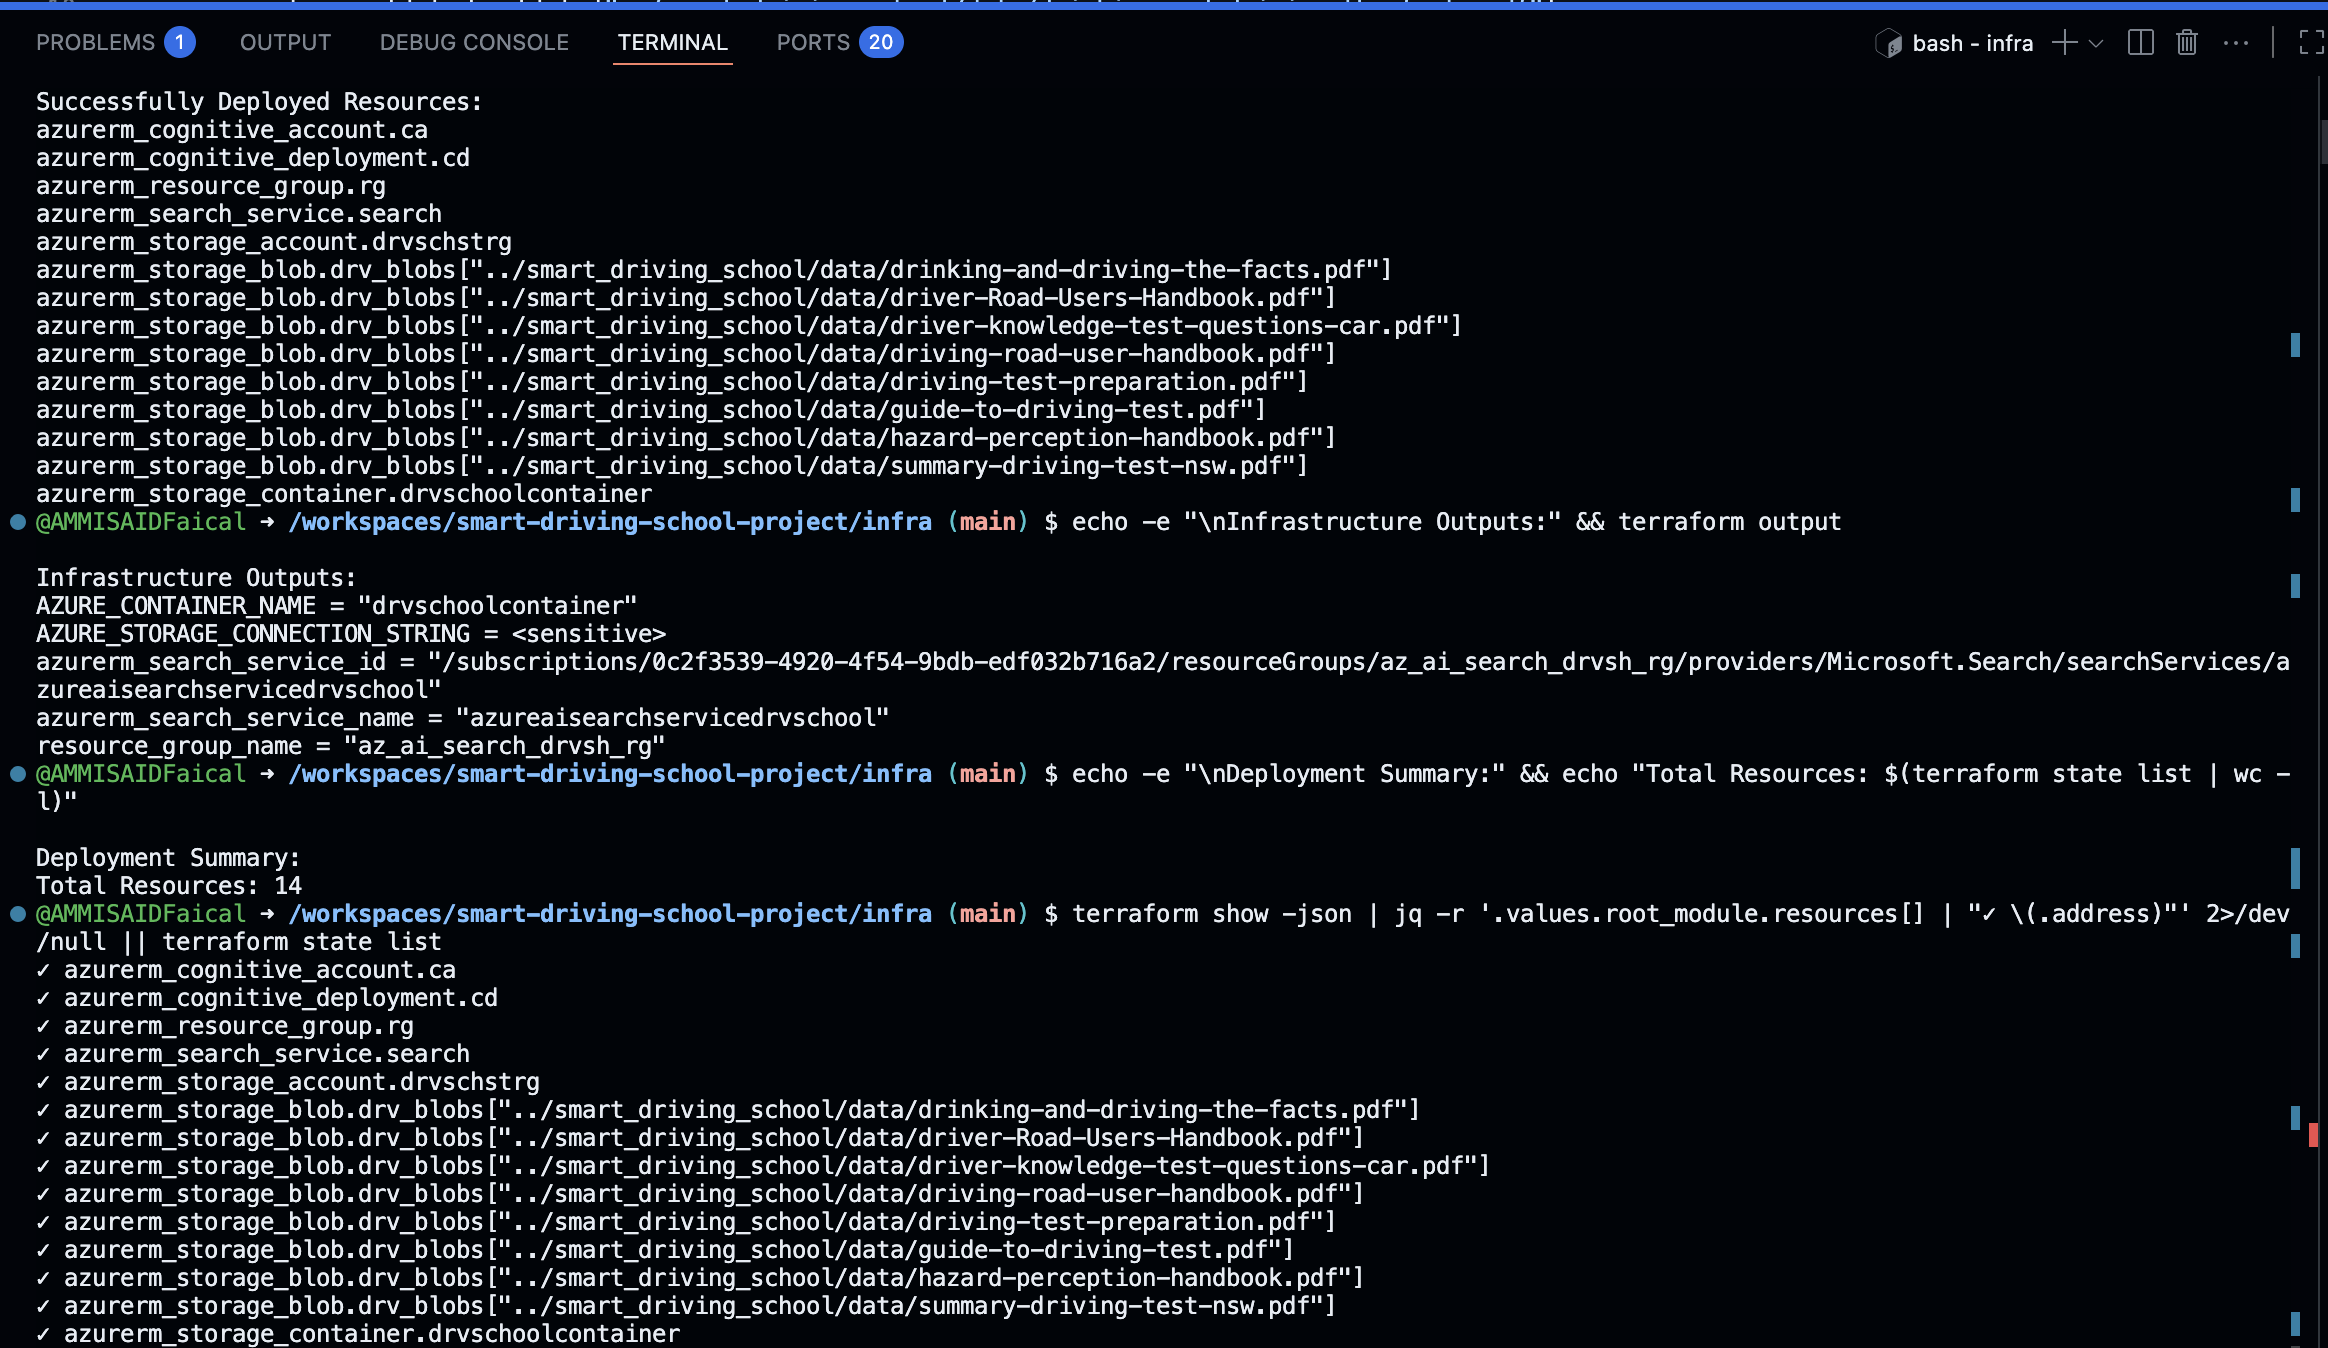 PROBLEMS 1 OUTPUT DEBUG CONSOLE TERMINAL PORTS 20 bash - infra
Successfully Deployed Resources:
azurerm_cognitive_account.ca
azurerm_cognitive_deployment.cd
azurerm_resource_group.rg
azurerm_search_service.search
azurerm_storage_account.drvschstrg
azurerm_storage_blob.drv_blobs["../smart_driving_school/data/drinking-and-driving-the-facts.pdf"]
azurerm_storage_blob.drv_blobs["../smart_driving_school/data/driver-Road-Users-Handbook.pdf"]
azurerm_storage_blob.drv_blobs["../smart_driving_school/data/driver-knowledge-test-questions-car.pdf"]
azurerm_storage_blob.drv_blobs["../smart_driving_school/data/driving-road-user-handbook.pdf"]
azurerm_storage_blob.drv_blobs["../smart_driving_school/data/driving-test-preparation.pdf"]
azurerm_storage_blob.drv_blobs["../smart_driving_school/data/guide-to-driving-test.pdf"]
azurerm_storage_blob.drv_blobs["../smart_driving_school/data/hazard-perception-handbook.pdf"]
azurerm_storage_blob.drv_blobs["../smart_driving_school/data/summary-driving-test-nsw.pdf"]
azurerm_storage_container.drvschoolcontainer
@AMMISAIDFaical ➜ /workspaces/smart-driving-school-project/infra (main) $ echo -e "\nInfrastructure Outputs:" && terraform output
Infrastructure Outputs:
AZURE_CONTAINER_NAME = "drvschoolcontainer"
AZURE_STORAGE_CONNECTION_STRING = <sensitive>
azurerm_search_service_id = "/subscriptions/0c2f3539-4920-4f54-9bdb-edf032b716a2/resourceGroups/az_ai_search_drvsh_rg/providers/Microsoft.Search/searchServices/a
zureaisearchservicedrvschool"
azurerm_search_service_name = "azureaisearchservicedrvschool"
resource_group_name = "az_ai_search_drvsh_rg"
@AMMISAIDFaical ➜ /workspaces/smart-driving-school-project/infra (main) $ echo -e "\nDeployment Summary:" && echo "Total Resources: $(terraform state list | wc -
l)"
Deployment Summary:
Total Resources: 14
@AMMISAIDFaical ➜ /workspaces/smart-driving-school-project/infra (main) $ terraform show -json | jq -r '.values.root_module.resources[] | "✓ \(.address)"' 2>/dev
/null || terraform state list
✓ azurerm_cognitive_account.ca
✓ azurerm_cognitive_deployment.cd
✓ azurerm_resource_group.rg
✓ azurerm_search_service.search
✓ azurerm_storage_account.drvschstrg
✓ azurerm_storage_blob.drv_blobs["../smart_driving_school/data/drinking-and-driving-the-facts.pdf"]
✓ azurerm_storage_blob.drv_blobs["../smart_driving_school/data/driver-Road-Users-Handbook.pdf"]
✓ azurerm_storage_blob.drv_blobs["../smart_driving_school/data/driver-knowledge-test-questions-car.pdf"]
✓ azurerm_storage_blob.drv_blobs["../smart_driving_school/data/driving-road-user-handbook.pdf"]
✓ azurerm_storage_blob.drv_blobs["../smart_driving_school/data/driving-test-preparation.pdf"]
✓ azurerm_storage_blob.drv_blobs["../smart_driving_school/data/guide-to-driving-test.pdf"]
✓ azurerm_storage_blob.drv_blobs["../smart_driving_school/data/hazard-perception-handbook.pdf"]
✓ azurerm_storage_blob.drv_blobs["../smart_driving_school/data/summary-driving-test-nsw.pdf"]
✓ azurerm_storage_container.drvschoolcontainer